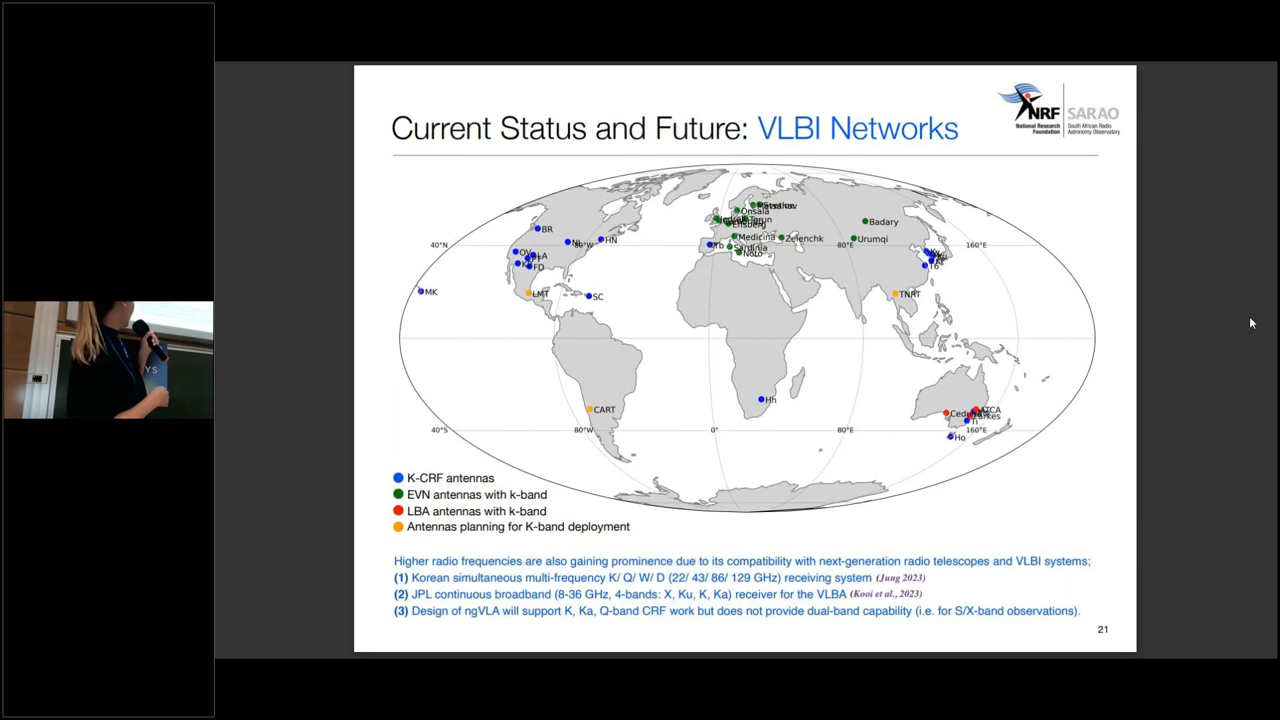 NRF
National Research
Foundation
SARAO
South African Radio
Astronomy Observatory
Current Status and Future: VLBI Networks
BR
HN
OV
LA
FD
MK
LMT
SC
CART
Hh
Onsala
Medicina
Sardinia
Noto
Zelenchk
Badary
Urumqi
TNRT
T6
ATCA
Ti
Ho
40°N
80°E
160°E
40°S
80°W
0°
80°E
160°E
K-CRF antennas
EVN antennas with k-band
LBA antennas with k-band
Antennas planning for K-band deployment
Higher radio frequencies are also gaining prominence due to its compatibility with next-generation radio telescopes and VLBI systems;
(1) Korean simultaneous multi-frequency K/ Q/ W/ D (22/ 43/ 86/ 129 GHz) receiving system (Jung 2023)
(2) JPL continuous broadband (8-36 GHz, 4-bands: X, Ku, K, Ka) receiver for the VLBA (Kooi et al., 2023)
(3) Design of ngVLA will support K, Ka, Q-band CRF work but does not provide dual-band capability (i.e. for S/X-band observations).
21